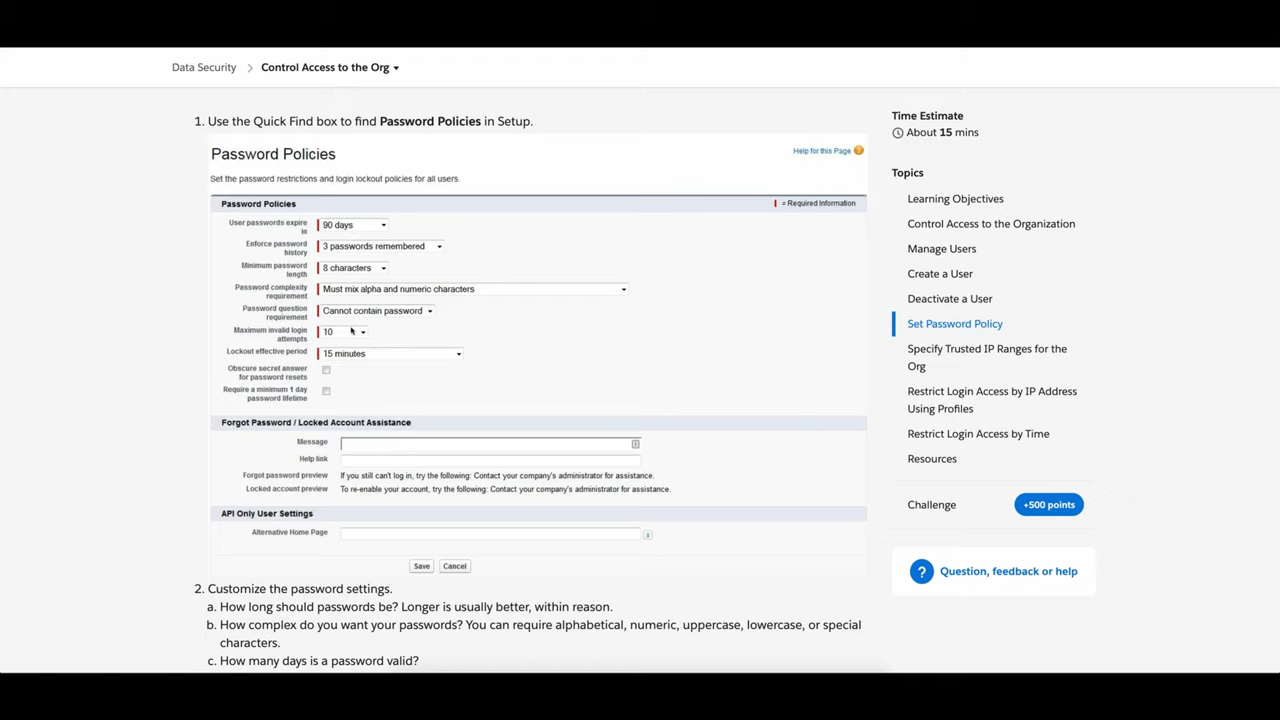 Data Security > Control Access to the Org
1. Use the Quick Find box to find Password Policies in Setup.
Password Policies
Help for this Page ?
Set the password restrictions and login lockout policies for all users.
Password Policies
= Required Information
User passwords expire
in
90 days
Enforce password
history
3 passwords remembered
Minimum password
length
8 characters
Password complexity
requirement
Must mix alpha and numeric characters
Password question
requirement
Cannot contain password
Maximum invalid login
attempts
10
Lockout effective period
15 minutes
Obscure secret answer
for password resets
Require a minimum 1 day
password lifetime
Forgot Password / Locked Account Assistance
Message
Help link
Forgot password preview
If you still can't log in, try the following: Contact your company's administrator for assistance.
Locked account preview
To re-enable your account, try the following: Contact your company's administrator for assistance.
API Only User Settings
Alternative Home Page
i
Save
Cancel
2. Customize the password settings.
a. How long should passwords be? Longer is usually better, within reason.
b. How complex do you want your passwords? You can require alphabetical, numeric, uppercase, lowercase, or special
characters.
c. How many days is a password valid?
Time Estimate
About 15 mins
Topics
Learning Objectives
Control Access to the Organization
Manage Users
Create a User
Deactivate a User
Set Password Policy
Specify Trusted IP Ranges for the
Org
Restrict Login Access by IP Address
Using Profiles
Restrict Login Access by Time
Resources
Challenge
+500 points
? Question, feedback or help